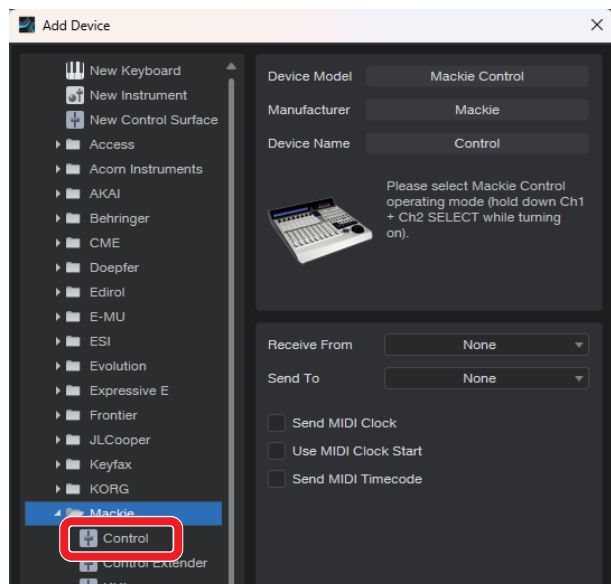 Add Device
New Keyboard
New Instrument
New Control Surface
Access
Acorn Instruments
AKAI
Behringer
CME
Doepfer
Edirol
E-MU
ESI
Evolution
Expressive E
Frontier
JLCooper
Keyfax
KORG
Mackie
Control
Control Extender
Device Model
Mackie Control
Manufacturer
Mackie
Device Name
Control
Please select Mackie Control
operating mode (hold down Ch1
+ Ch2 SELECT while turning
on).
Receive From
None
Send To
None
Send MIDI Clock
Use MIDI Clock Start
Send MIDI Timecode